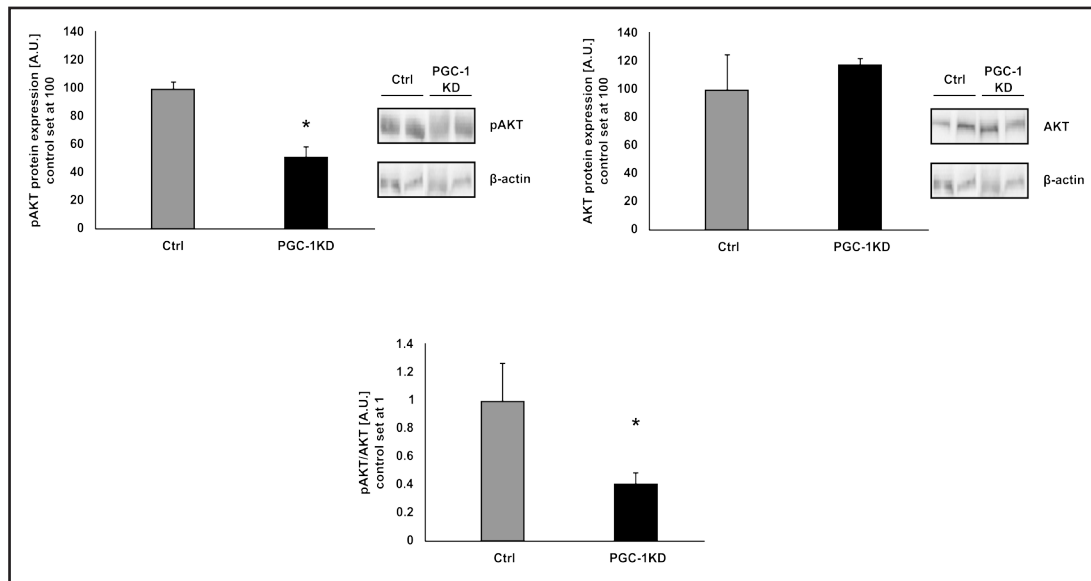 pAKT protein expression [A.U.]
control set at 100
140
120
100
80
60
40
20
0
*
Ctrl
PGC-1KD
Ctrl
PGC-1
KD
pAKT
β-actin
AKT protein expression [A.U.]
control set at 100
140
120
100
80
60
40
20
0
Ctrl
PGC-1KD
Ctrl
PGC-1
KD
AKT
β-actin
pAKT/AKT [A.U.]
control set at 1
1.4
1.2
1
0.8
0.6
0.4
0.2
0
*
Ctrl
PGC-1KD